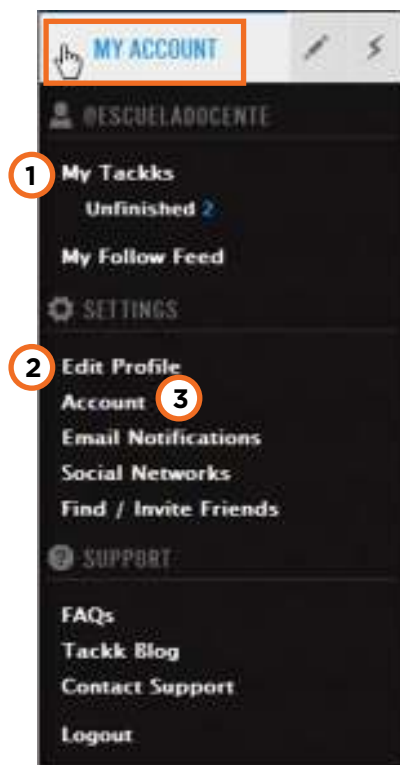 MY ACCOUNT
@ESCUELADOCENTE
1 My Tackks
Unfinished 2
My Follow Feed
SETTINGS
2 Edit Profile
Account 3
Email Notifications
Social Networks
Find / Invite Friends
? SUPPORT
FAQs
Tackk Blog
Contact Support
Logout